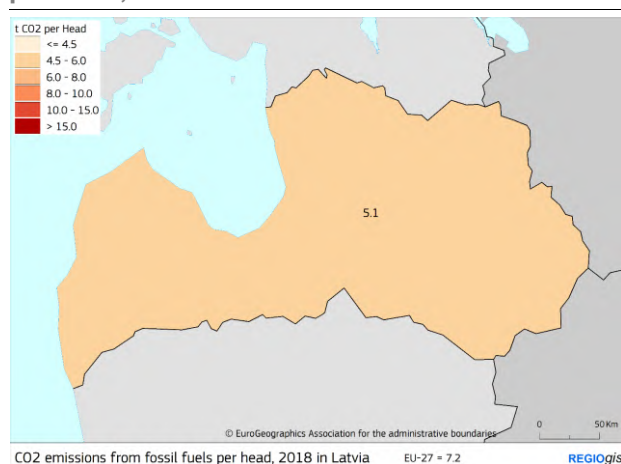 t CO2 per Head
<= 4.5
4.5 - 6.0
6.0 - 8.0
8.0 - 10.0
10.0 - 15.0
> 15.0
5.1
© EuroGeographics Association for the administrative boundaries
0 50 Km
CO2 emissions from fossil fuels per head, 2018 in Latvia EU-27 = 7.2 REGIOgis